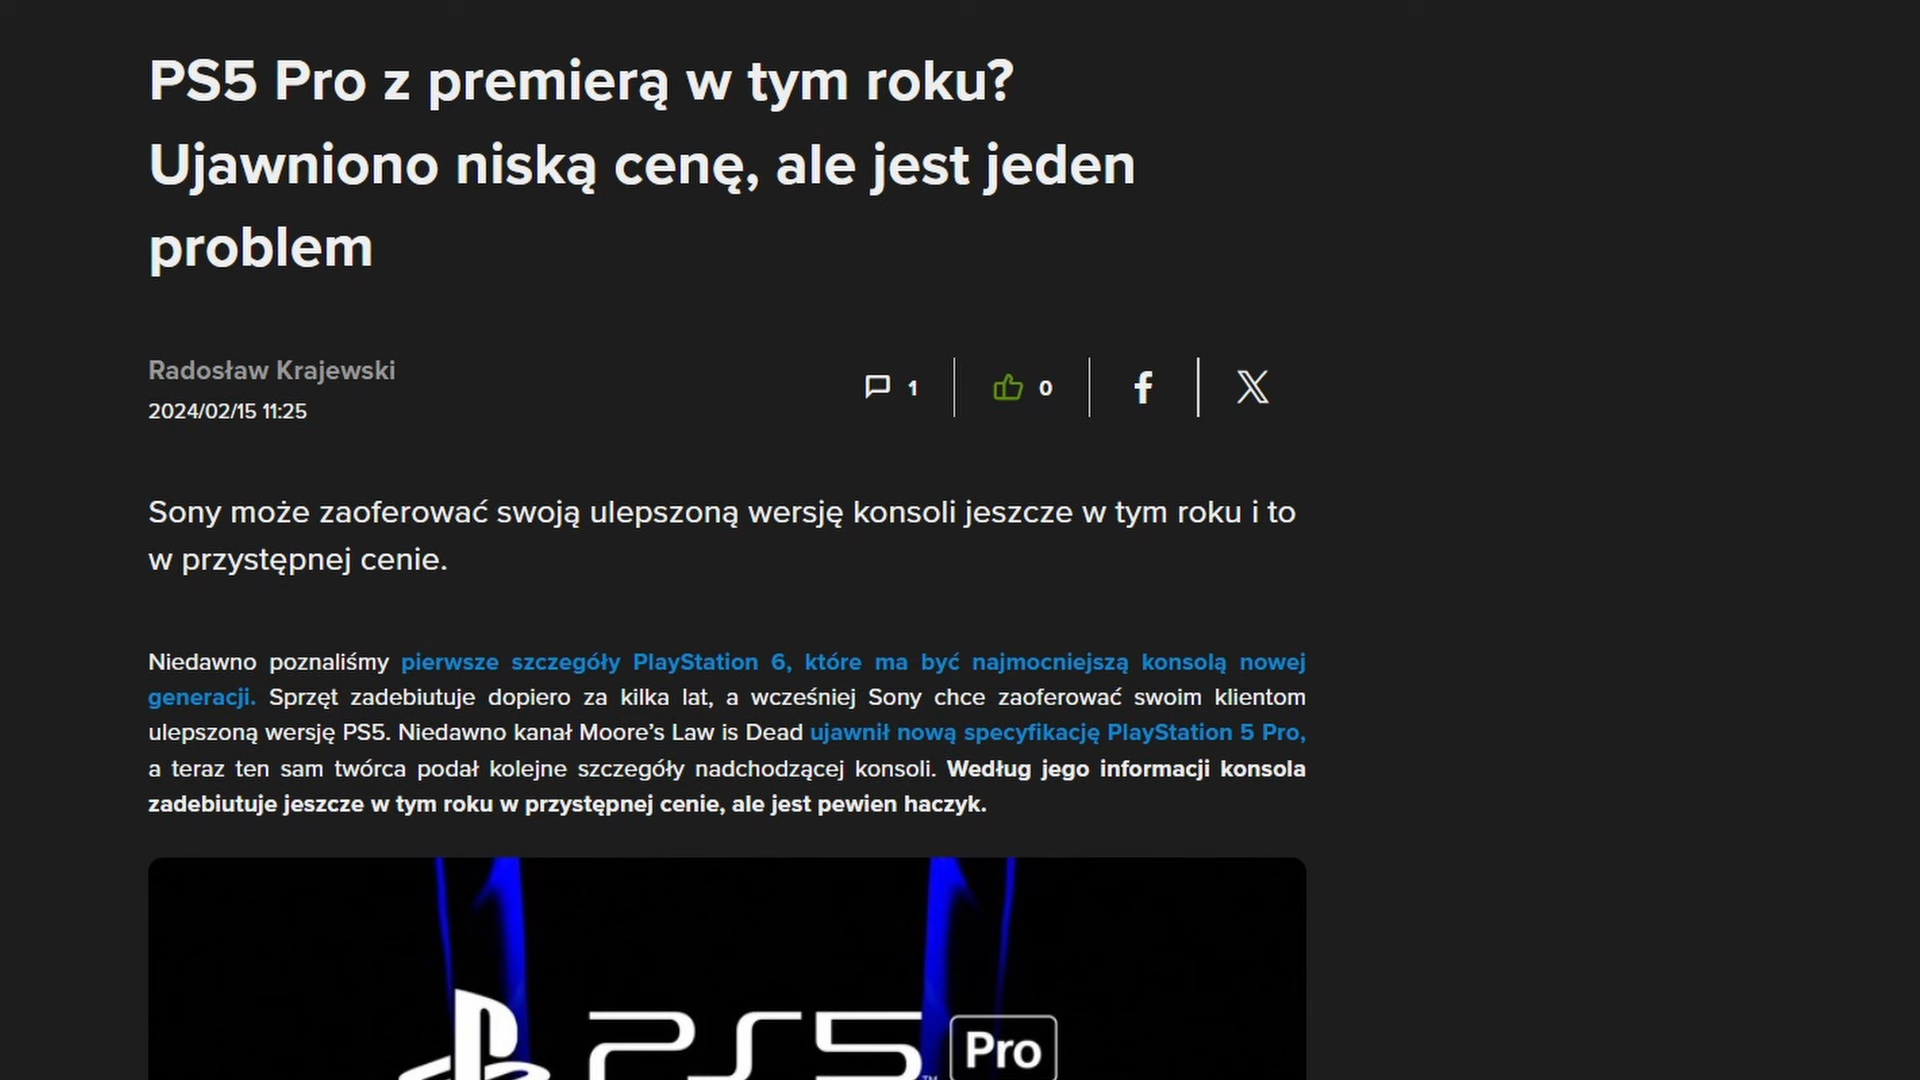 PS5 Pro z premierą w tym roku?
Ujawniono niską cenę, ale jest jeden
problem
Radosław Krajewski
2024/02/15 11:25
1
0
Sony może zaoferować swoją ulepszoną wersję konsoli jeszcze w tym roku i to
w przystępnej cenie.
Niedawno poznaliśmy pierwsze szczegóły PlayStation 6, które ma być najmocniejszą konsolą nowej
generacji. Sprzęt zadebiutuje dopiero za kilka lat, a wcześniej Sony chce zaoferować swoim klientom
ulepszoną wersję PS5. Niedawno kanał Moore’s Law is Dead ujawnił nową specyfikację PlayStation 5 Pro,
a teraz ten sam twórca podał kolejne szczegóły nadchodzącej konsoli. Według jego informacji konsola
zadebiutuje jeszcze w tym roku w przystępnej cenie, ale jest pewien haczyk.
PS5 Pro